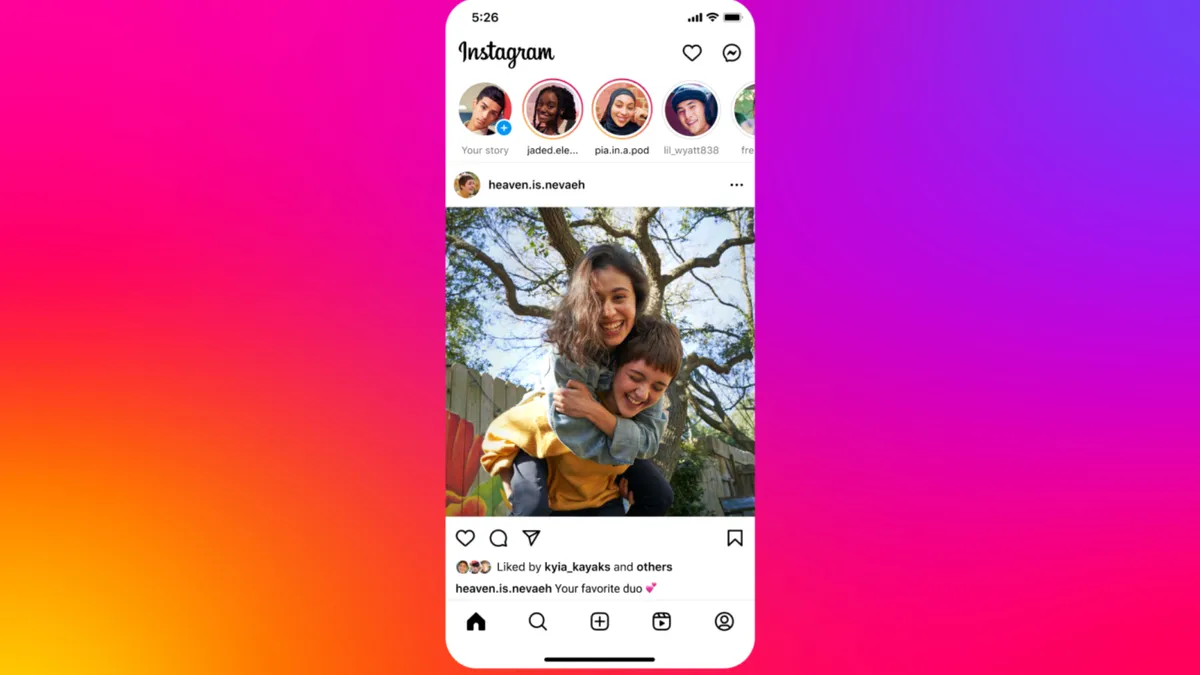 5:26
Instagram
Your story
jaded.ele...
pia.in.a.pod
lil_wyatt838
fre
heaven.is.nevaeh
Liked by kyia_kayaks and others
heaven.is.nevaeh Your favorite duo 💕